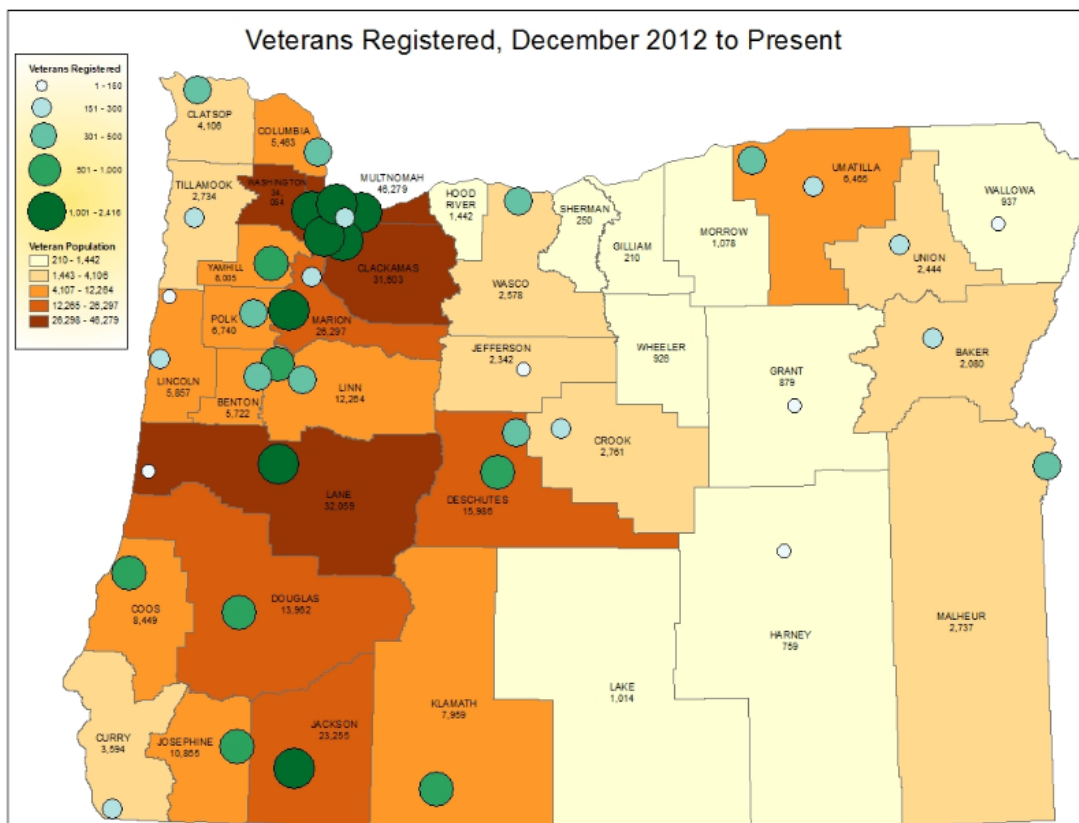 Veterans Registered, December 2012 to Present
Veterans Registered
1 - 150
151 - 300
301 - 500
501 - 1,000
1,001 - 2,416
Veteran Population
210 - 1,442
1,443 - 4,106
4,107 - 12,264
12,265 - 26,297
26,298 - 46,279
CLATSOP
4,106
COLUMBIA
5,463
TILLAMOOK
2,734
WASHINGTON
34,
MULTNOMAH
46,279
HOOD
RIVER
1,442
SHERMAN
250
GILLIAM
210
MORROW
1,078
UMATILLA
6,465
WALLOWA
937
UNION
2,444
YAMHILL
CLACKAMAS
31,603
WASCO
2,578
POLK
6,740
MARION
26,297
JEFFERSON
2,342
WHEELER
GRANT
879
BAKER
2,080
LINCOLN
5,857
BENTON
5,722
LINN
12,264
CROOK
2,761
LANE
32,059
DESCHUTES
15,986
COOS
8,449
DOUGLAS
13,962
HARNEY
759
MALHEUR
2,737
LAKE
1,014
KLAMATH
7,959
JACKSON
23,255
CURRY
3,594
JOSEPHINE